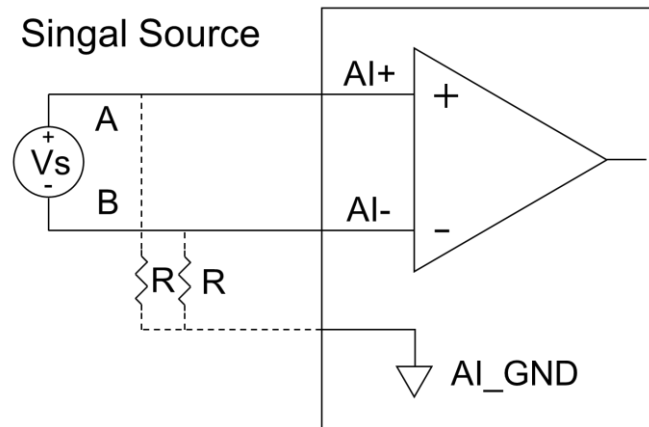 Singal Source
AI+
+
A
+
Vs
-
B
AI-
-
R R
AI_GND